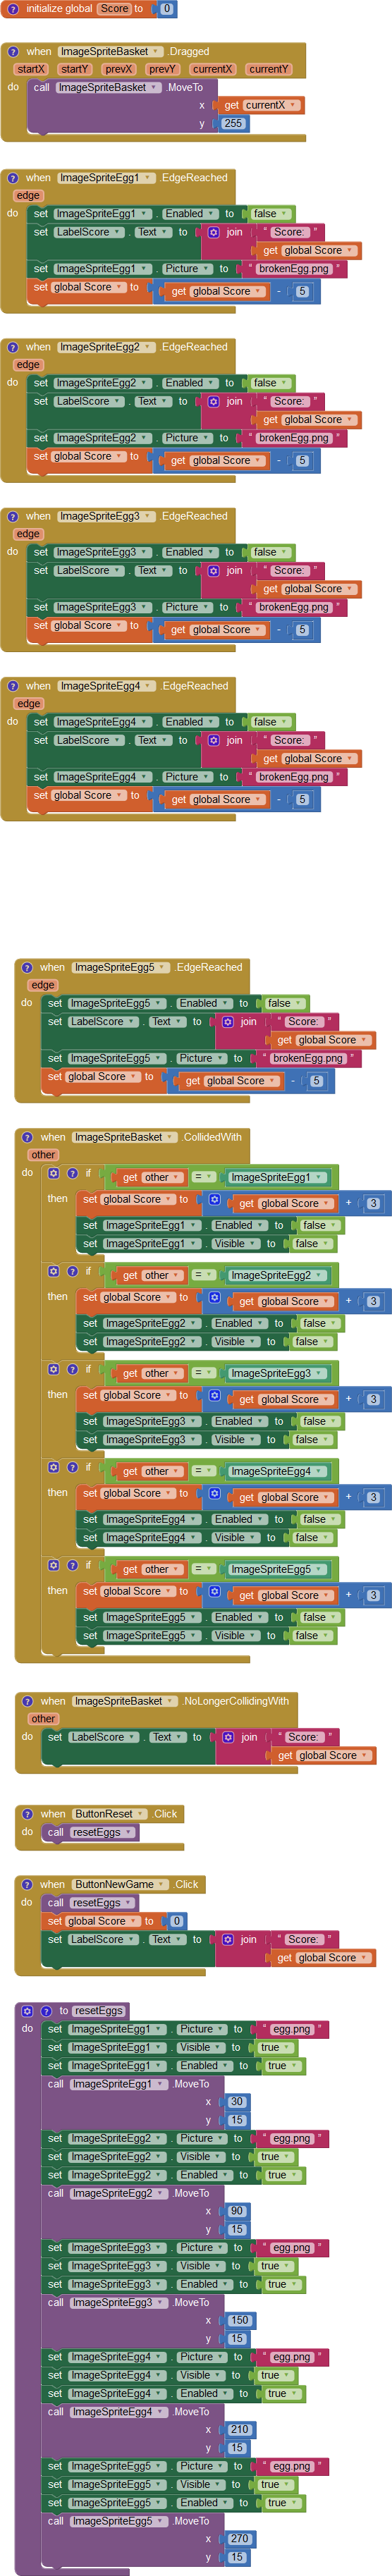 initialize global Score to 0
when ImageSpriteBasket .Dragged
startX startY prevX prevY currentX currentY
do call ImageSpriteBasket .MoveTo
x get currentX
y 255
when ImageSpriteEgg1 .EdgeReached
edge
do set ImageSpriteEgg1 . Enabled to false
set LabelScore . Text to join " Score: "
get global Score
set ImageSpriteEgg1 . Picture to " brokenEgg.png "
set global Score to get global Score - 5
when ImageSpriteEgg2 .EdgeReached
edge
do set ImageSpriteEgg2 . Enabled to false
set LabelScore . Text to join " Score: "
get global Score
set ImageSpriteEgg2 . Picture to " brokenEgg.png "
set global Score to get global Score - 5
when ImageSpriteEgg3 .EdgeReached
edge
do set ImageSpriteEgg3 . Enabled to false
set LabelScore . Text to join " Score: "
get global Score
set ImageSpriteEgg3 . Picture to " brokenEgg.png "
set global Score to get global Score - 5
when ImageSpriteEgg4 .EdgeReached
edge
do set ImageSpriteEgg4 . Enabled to false
set LabelScore . Text to join " Score: "
get global Score
set ImageSpriteEgg4 . Picture to " brokenEgg.png "
set global Score to get global Score - 5
when ImageSpriteEgg5 .EdgeReached
edge
do set ImageSpriteEgg5 . Enabled to false
set LabelScore . Text to join " Score: "
get global Score
set ImageSpriteEgg5 . Picture to " brokenEgg.png "
set global Score to get global Score - 5
when ImageSpriteBasket .CollidedWith
other
do if get other = ImageSpriteEgg1
then set global Score to get global Score + 3
set ImageSpriteEgg1 . Enabled to false
set ImageSpriteEgg1 . Visible to false
if get other = ImageSpriteEgg2
then set global Score to get global Score + 3
set ImageSpriteEgg2 . Enabled to false
set ImageSpriteEgg2 . Visible to false
if get other = ImageSpriteEgg3
then set global Score to get global Score + 3
set ImageSpriteEgg3 . Enabled to false
set ImageSpriteEgg3 . Visible to false
if get other = ImageSpriteEgg4
then set global Score to get global Score + 3
set ImageSpriteEgg4 . Enabled to false
set ImageSpriteEgg4 . Visible to false
if get other = ImageSpriteEgg5
then set global Score to get global Score + 3
set ImageSpriteEgg5 . Enabled to false
set ImageSpriteEgg5 . Visible to false
when ImageSpriteBasket .NoLongerCollidingWith
other
do set LabelScore . Text to join " Score: "
get global Score
when ButtonReset .Click
do call resetEggs
when ButtonNewGame .Click
do call resetEggs
set global Score to 0
set LabelScore . Text to join " Score: "
get global Score
to resetEggs
do set ImageSpriteEgg1 . Picture to " egg.png "
set ImageSpriteEgg1 . Visible to true
set ImageSpriteEgg1 . Enabled to true
call ImageSpriteEgg1 .MoveTo
x 30
y 15
set ImageSpriteEgg2 . Picture to " egg.png "
set ImageSpriteEgg2 . Visible to true
set ImageSpriteEgg2 . Enabled to true
call ImageSpriteEgg2 .MoveTo
x 90
y 15
set ImageSpriteEgg3 . Picture to " egg.png "
set ImageSpriteEgg3 . Visible to true
set ImageSpriteEgg3 . Enabled to true
call ImageSpriteEgg3 .MoveTo
x 150
y 15
set ImageSpriteEgg4 . Picture to " egg.png "
set ImageSpriteEgg4 . Visible to true
set ImageSpriteEgg4 . Enabled to true
call ImageSpriteEgg4 .MoveTo
x 210
y 15
set ImageSpriteEgg5 . Picture to " egg.png "
set ImageSpriteEgg5 . Visible to true
set ImageSpriteEgg5 . Enabled to true
call ImageSpriteEgg5 .MoveTo
x 270
y 15